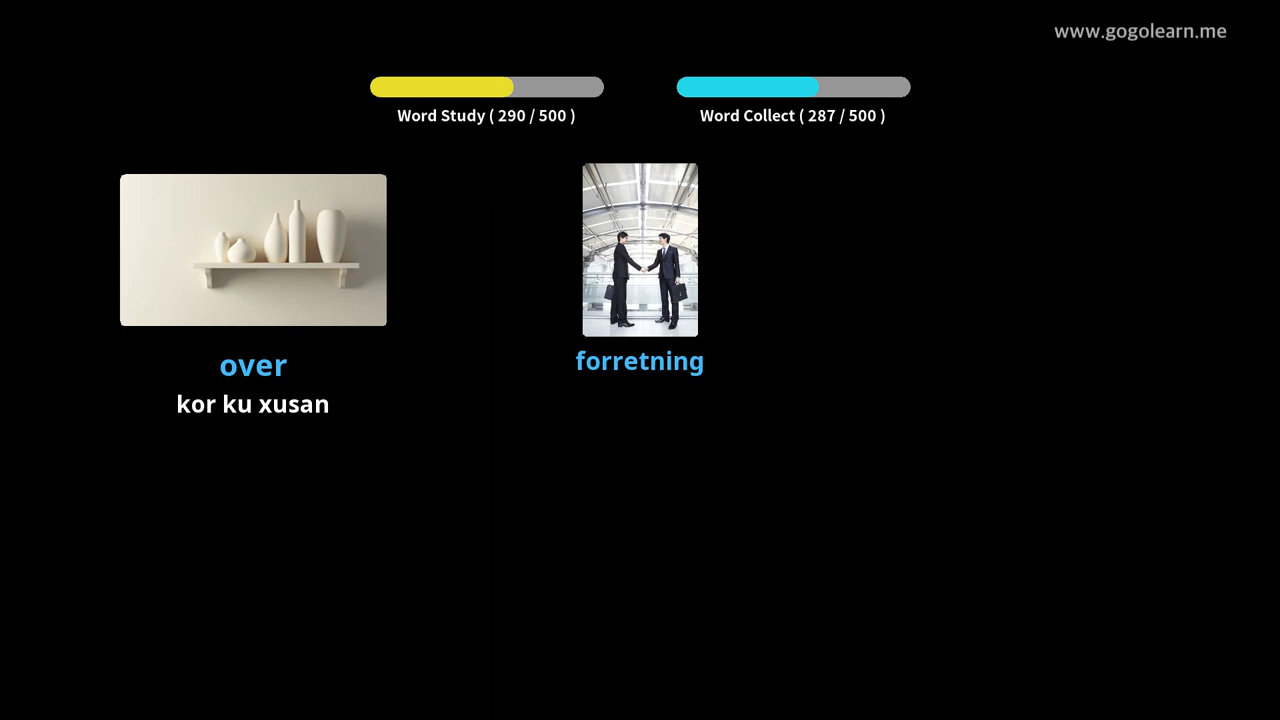 www.gogolearn.me
Word Study ( 290 / 500 )
Word Collect ( 287 / 500 )
over
kor ku xusan
forretning